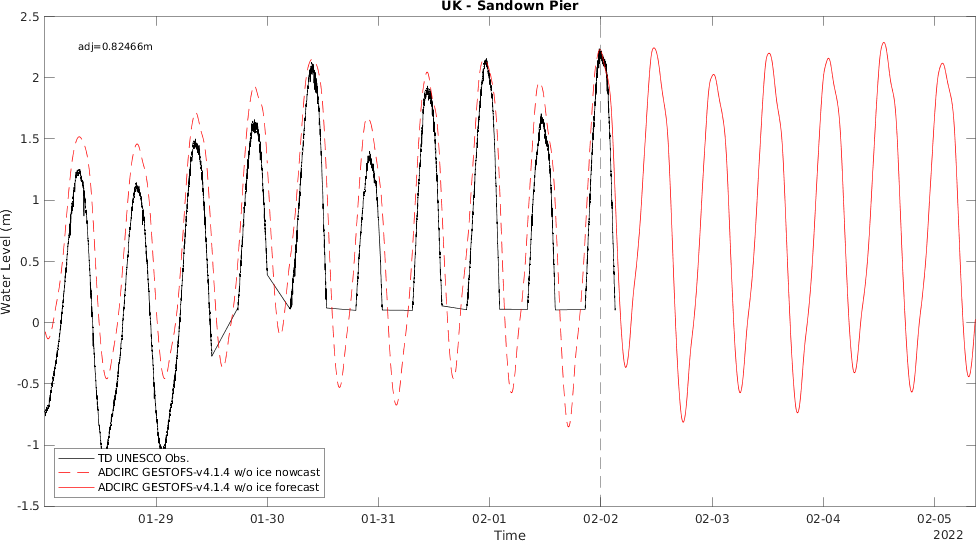 UK - Sandown Pier
adj=0.82466m
2.5
2
1.5
1
0.5
0
-0.5
-1
-1.5
Water Level (m)
TD UNESCO Obs.
ADCIRC GESTOFS-v4.1.4 w/o ice nowcast
ADCIRC GESTOFS-v4.1.4 w/o ice forecast
01-29 01-30 01-31 02-01 02-02 02-03 02-04 02-05
Time
2022